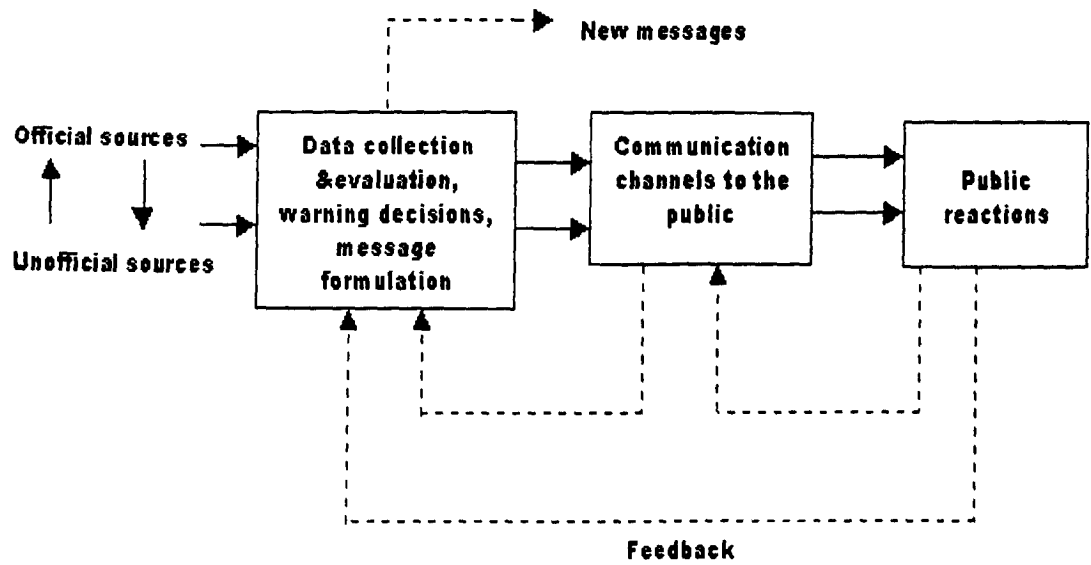 New messages
Official sources
Unofficial sources
Data collection
&evaluation,
warning decisions,
message
formulation
Communication
channels to the
public
Public
reactions
Feedback